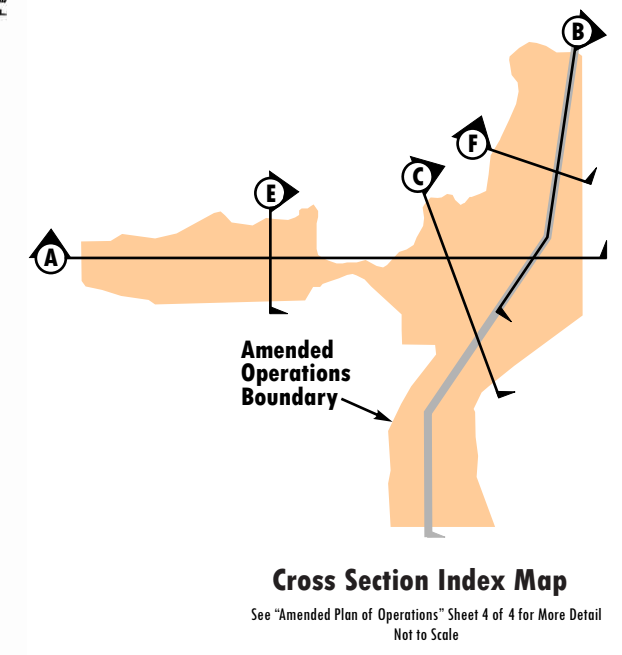 B
F
C
E
A
Amended
Operations
Boundary
Cross Section Index Map
See “Amended Plan of Operations” Sheet 4 of 4 for More Detail
Not to Scale